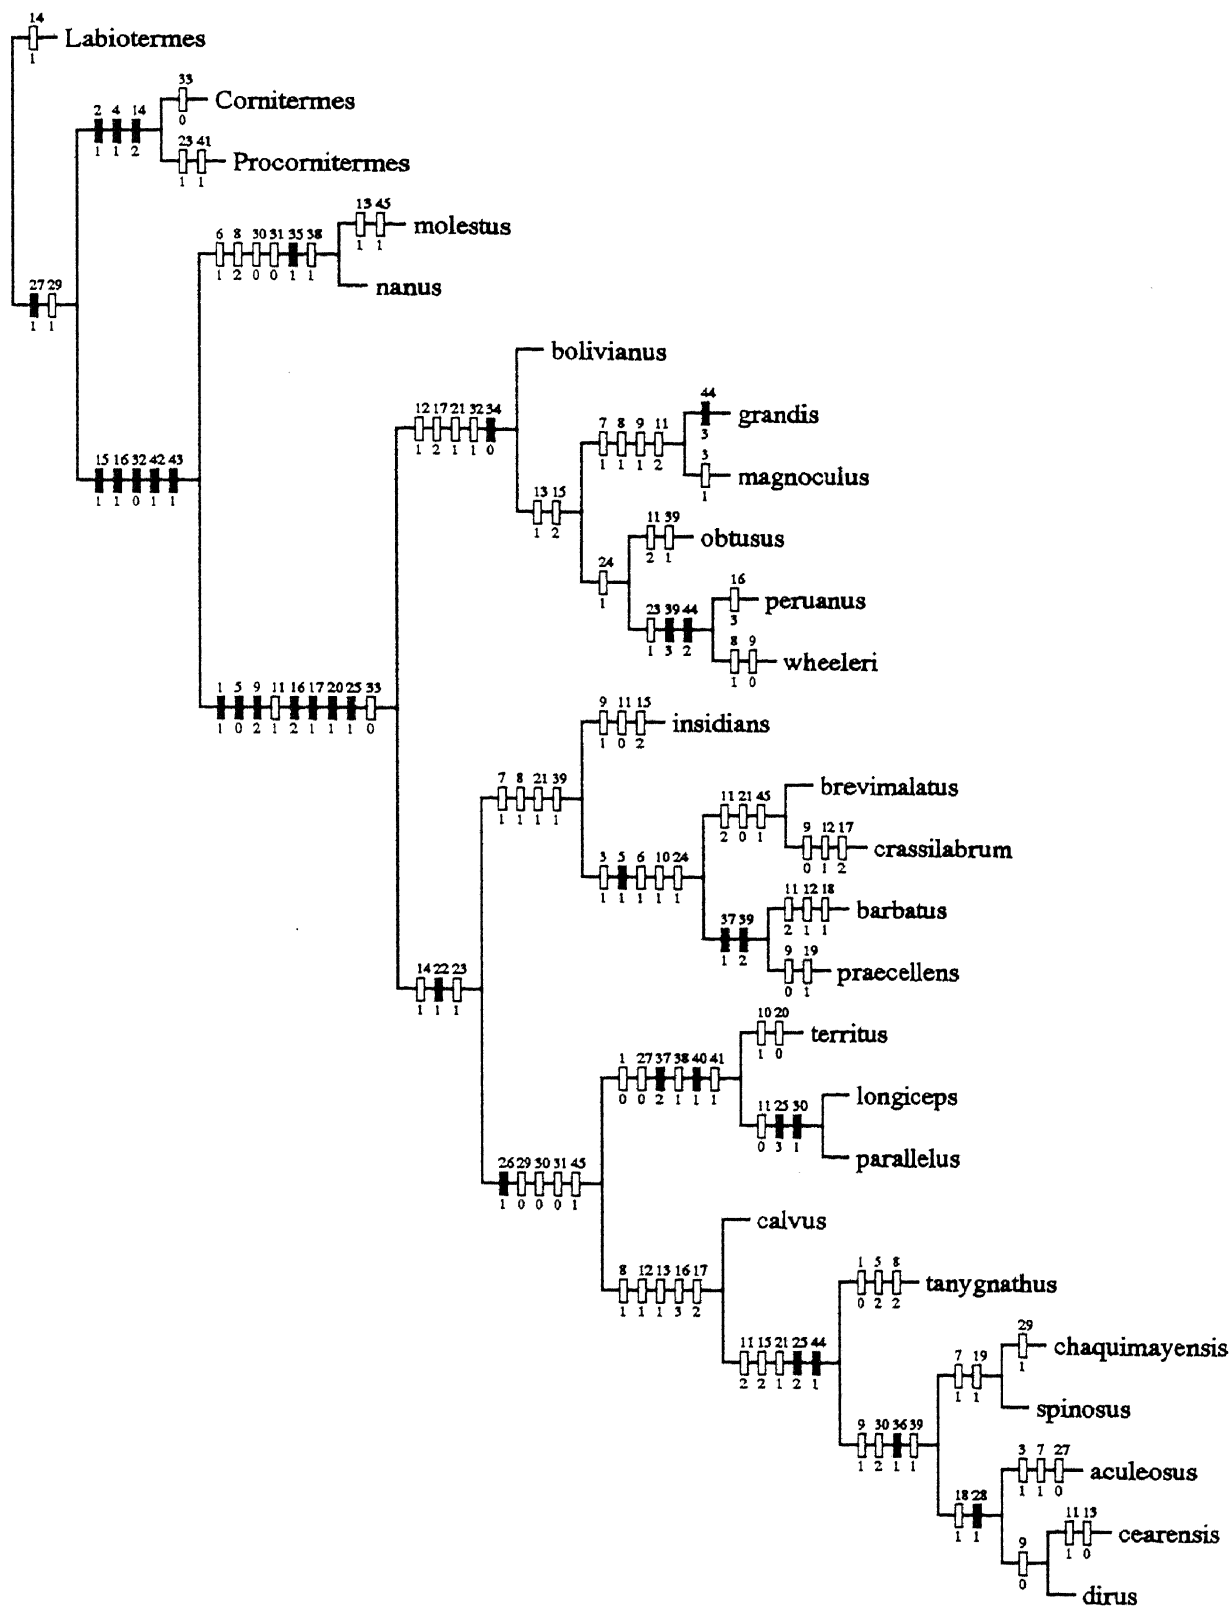 14
Labiotermes
1
33
Cornitermes
0
2 4 14
1 1 2
23 41
Procornitermes
1 1
13 45
molestus
1 1
6 8 30 31 35 38
1 2 0 0 1 1
nanus
27 29
1 1
bolivianus
44
grandis
3
12 17 21 32 34
1 2 1 1 0
7 8 9 11
1 1 1 2
3
magnoculus
1
15 16 32 42 43
1 1 0 1 1
13 15
1 2
11 39
obtusus
2 1
24
1
16
peruanus
3
23 39 44
1 3 2
8 9
wheeleri
1 0
1 5 9 11 16 17 20 25 33
1 0 2 1 2 1 1 1 0
9 11 15
insidians
1 0 2
7 8 21 39
1 1 1 1
brevimalatus
11 21 45
2 0 1
9 12 17
crassilabrum
0 1 2
3 5 6 10 24
1 1 1 1 1
11 12 18
barbatus
2 1 1
37 39
1 2
9 19
praecellens
0 1
14 22 23
1 1 1
10 20
territus
1 0
1 27 37 38 40 41
0 0 2 1 1 1
longiceps
11 25 30
0 3 1
parallelus
26 29 30 31 45
1 0 0 0 1
calvus
8 12 13 16 17
1 1 1 3 2
1 5 8
tanygnathus
0 2 2
11 15 21 25 44
2 2 1 2 1
29
chaquimayensis
1
7 19
1 1
spinosus
9 30 36 39
1 2 1 1
3 7 27
aculeosus
1 1 0
18 28
1 1
11 13
cearensis
1 0
9
0
dirus